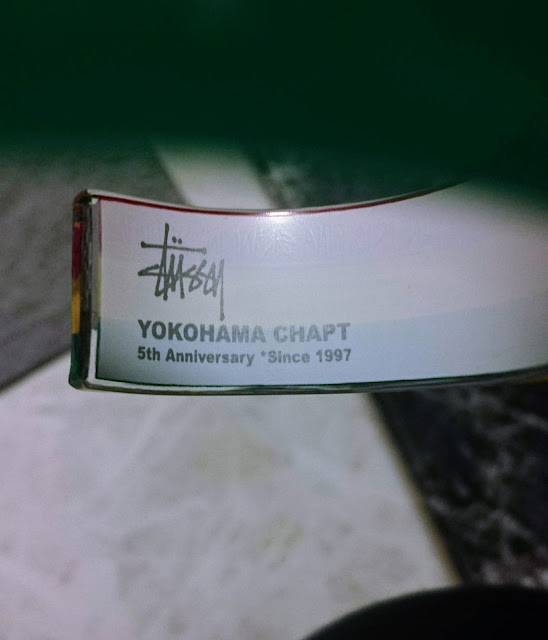 Stüssy
YOKOHAMA CHAPT
5th Anniversary *Since 1997